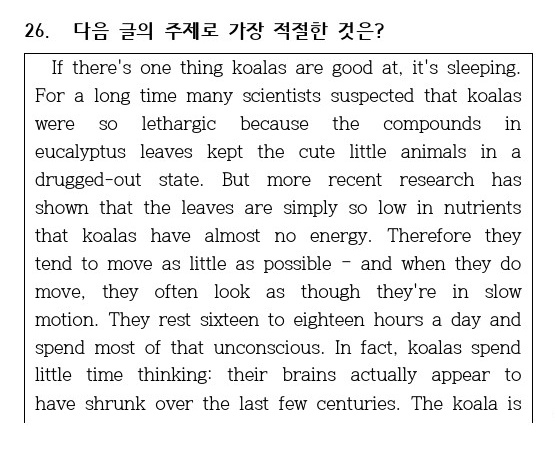 26. 다음 글의 주제로 가장 적절한 것은?
If there's one thing koalas are good at, it's sleeping.
For a long time many scientists suspected that koalas
were so lethargic because the compounds in
eucalyptus leaves kept the cute little animals in a
drugged-out state. But more recent research has
shown that the leaves are simply so low in nutrients
that koalas have almost no energy. Therefore they
tend to move as little as possible - and when they do
move, they often look as though they're in slow
motion. They rest sixteen to eighteen hours a day and
spend most of that unconscious. In fact, koalas spend
little time thinking: their brains actually appear to
have shrunk over the last few centuries. The koala is